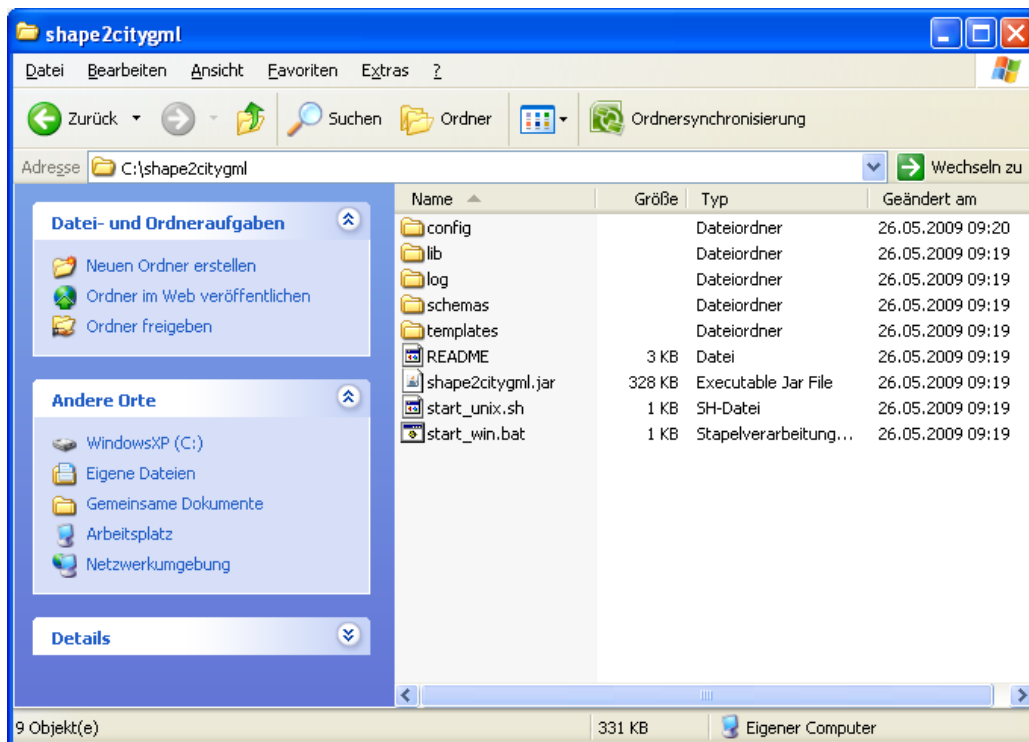 shape2citygml
Datei Bearbeiten Ansicht Favoriten Extras ?
Zurück Suchen Ordner Ordnersynchronisierung
Adresse C:\shape2citygml Wechseln zu
Datei- und Ordneraufgaben
Neuen Ordner erstellen
Ordner im Web veröffentlichen
Ordner freigeben
Andere Orte
WindowsXP (C:)
Eigene Dateien
Gemeinsame Dokumente
Arbeitsplatz
Netzwerkumgebung
Details
Name Größe Typ Geändert am
config Dateiordner 26.05.2009 09:20
lib Dateiordner 26.05.2009 09:19
log Dateiordner 26.05.2009 09:19
schemas Dateiordner 26.05.2009 09:19
templates Dateiordner 26.05.2009 09:19
README 3 KB Datei 26.05.2009 09:19
shape2citygml.jar 328 KB Executable Jar File 26.05.2009 09:19
start_unix.sh 1 KB SH-Datei 26.05.2009 09:19
start_win.bat 1 KB Stapelverarbeitung... 26.05.2009 09:19
9 Objekt(e) 331 KB Eigener Computer